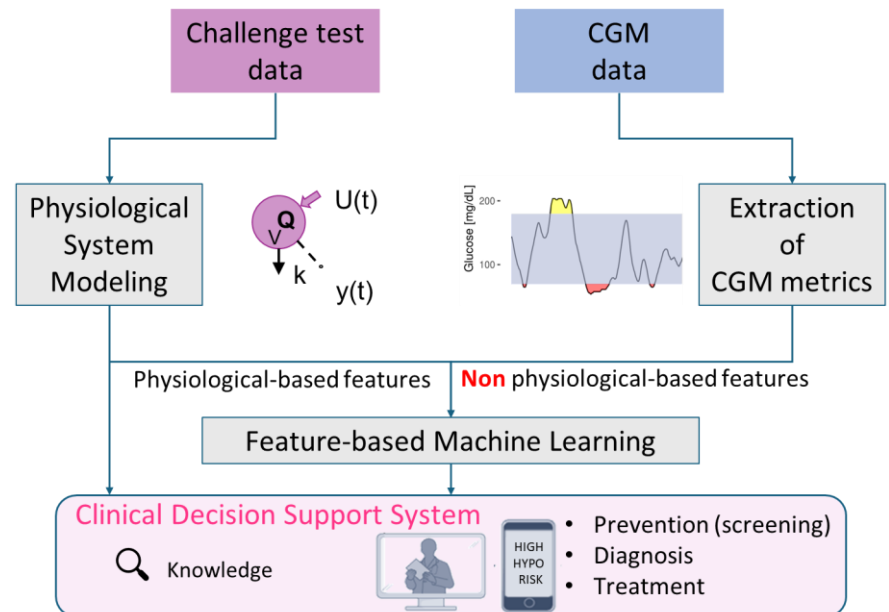 Challenge test
data
CGM
data
Physiological
System
Modeling
Q
V
U(t)
k
y(t)
Glucose [mg/dL]
200
100
Extraction
of
CGM metrics
Physiological-based features
Non physiological-based features
Feature-based Machine Learning
Clinical Decision Support System
Knowledge
HIGH
HYPO
RISK
• Prevention (screening)
• Diagnosis
• Treatment